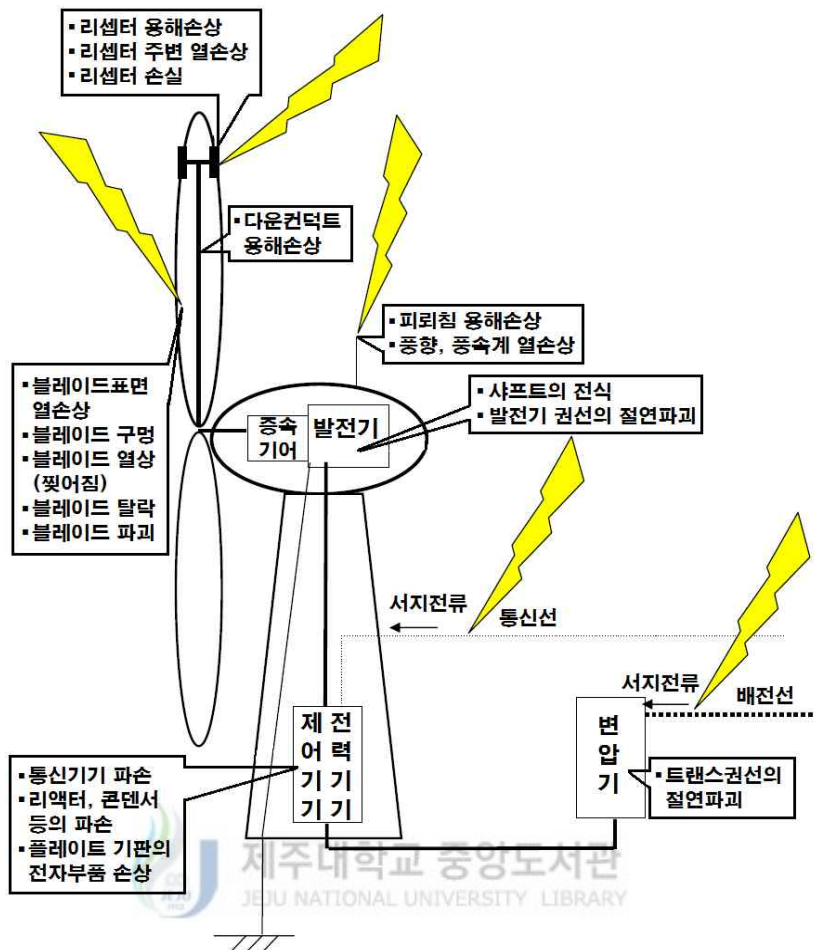 ▪ 리셉터 용해손상
▪ 리셉터 주변 열손상
▪ 리셉터 손실
▪ 다운컨덕트
용해손상
▪ 피뢰침 용해손상
▪ 풍향, 풍속계 열손상
▪ 블레이드표면
열손상
▪ 블레이드 구멍
▪ 블레이드 열상
(찢어짐)
▪ 블레이드 탈락
▪ 블레이드 파괴
증속
기어
발전기
▪ 샤프트의 전식
▪ 발전기 권선의 절연파괴
서지전류
통신선
서지전류
배전선
제어기기
전력기기
변압기
▪ 트랜스권선의
절연파괴
▪ 통신기기 파손
▪ 리액터, 콘덴서
등의 파손
▪ 플레이트 기판의
전자부품 손상
제주대학교 중앙도서관
JEJU NATIONAL UNIVERSITY LIBRARY